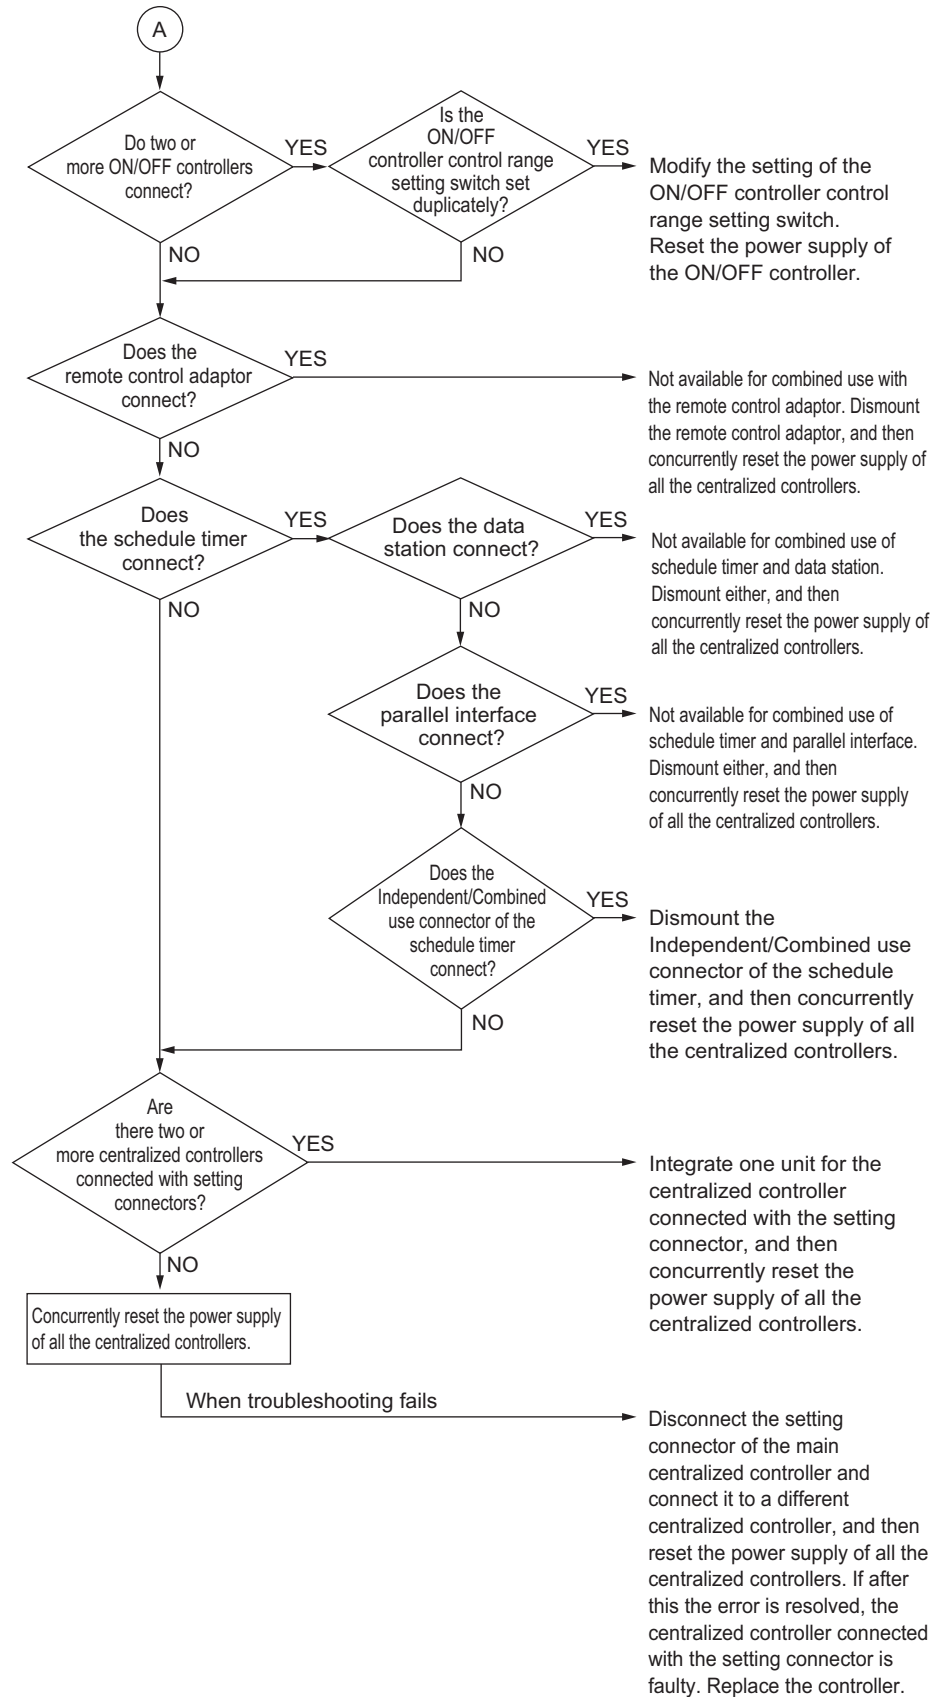 A
Do two or
more ON/OFF controllers
connect?
YES
NO
Is the
ON/OFF
controller control range
setting switch set
duplicately?
YES
NO
Modify the setting of the
ON/OFF controller control
range setting switch.
Reset the power supply of
the ON/OFF controller.
Does the
remote control adaptor
connect?
YES
NO
Not available for combined use with
the remote control adaptor. Dismount
the remote control adaptor, and then
concurrently reset the power supply of
all the centralized controllers.
Does
the schedule timer
connect?
YES
NO
Does the data
station connect?
YES
NO
Not available for combined use of
schedule timer and data station.
Dismount either, and then
concurrently reset the power supply of
all the centralized controllers.
Does the
parallel interface
connect?
YES
NO
Not available for combined use of
schedule timer and parallel interface.
Dismount either, and then
concurrently reset the power supply
of all the centralized controllers.
Does the
Independent/Combined
use connector of the
schedule timer
connect?
YES
NO
Dismount the
Independent/Combined use
connector of the schedule
timer, and then concurrently
reset the power supply of all
the centralized controllers.
Are
there two or
more centralized controllers
connected with setting
connectors?
YES
NO
Integrate one unit for the
centralized controller
connected with the setting
connector, and then
concurrently reset the
power supply of all the
centralized controllers.
Concurrently reset the power supply
of all the centralized controllers.
When troubleshooting fails
Disconnect the setting
connector of the main
centralized controller and
connect it to a different
centralized controller, and then
reset the power supply of all the
centralized controllers. If after
this the error is resolved, the
centralized controller connected
with the setting connector is
faulty. Replace the controller.